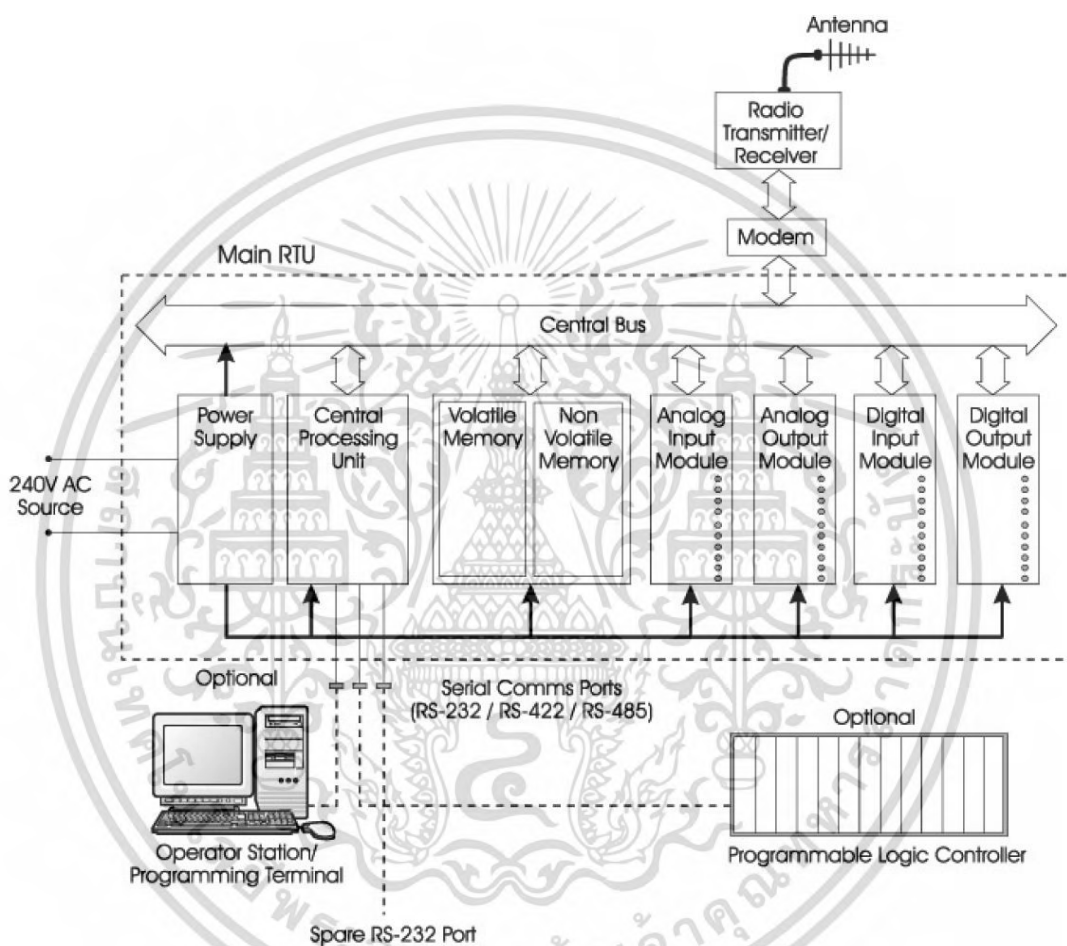 Antenna
Radio
Transmitter/
Receiver
Modem
Main RTU
Central Bus
Power
Supply
Central
Processing
Unit
Volatile
Memory
Non
Volatile
Memory
Analog
Input
Module
Analog
Output
Module
Digital
Input
Module
Digital
Output
Module
240V AC
Source
Optional
Serial Comms Ports
(RS-232 / RS-422 / RS-485)
Optional
Operator Station/
Programming Terminal
Programmable Logic Controller
Spare RS-232 Port